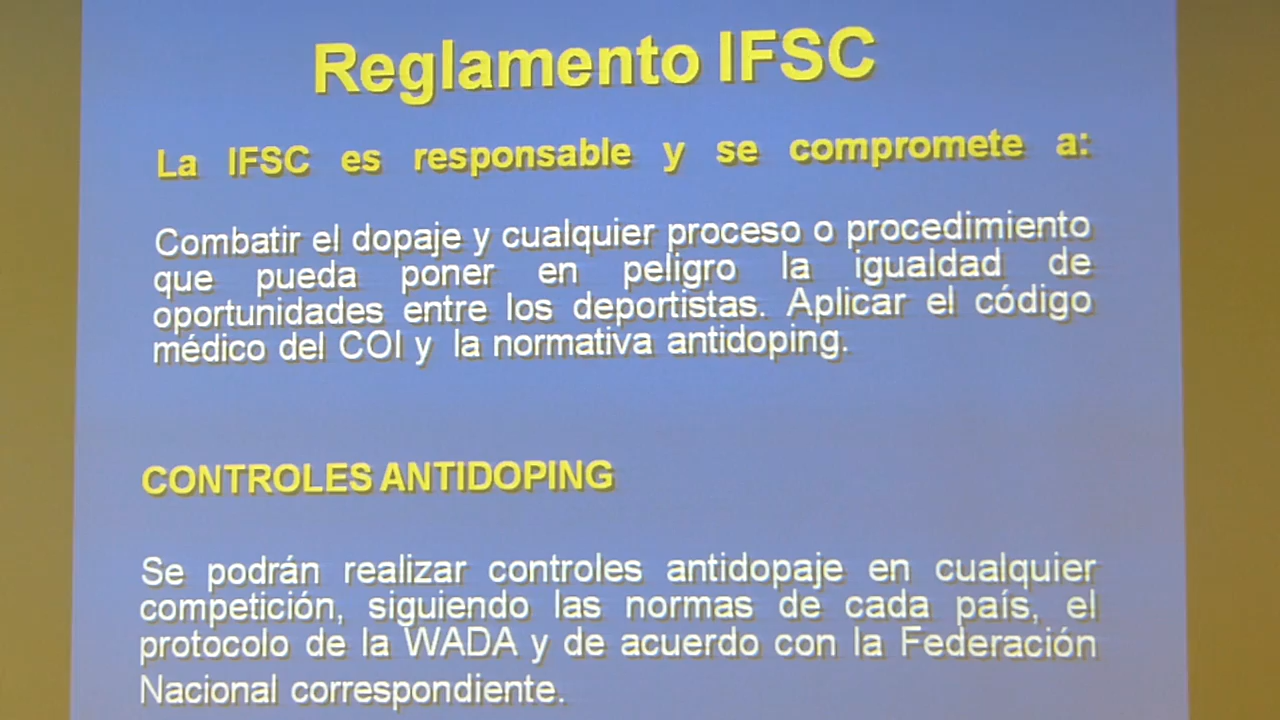 Reglamento IFSC
La IFSC es responsable y se compromete a:
Combatir el dopaje y cualquier proceso o procedimiento
que pueda poner en peligro la igualdad de
oportunidades entre los deportistas. Aplicar el código
médico del COI y la normativa antidoping.
CONTROLES ANTIDOPING
Se podrán realizar controles antidopaje en cualquier
competición, siguiendo las normas de cada país, el
protocolo de la WADA y de acuerdo con la Federación
Nacional correspondiente.